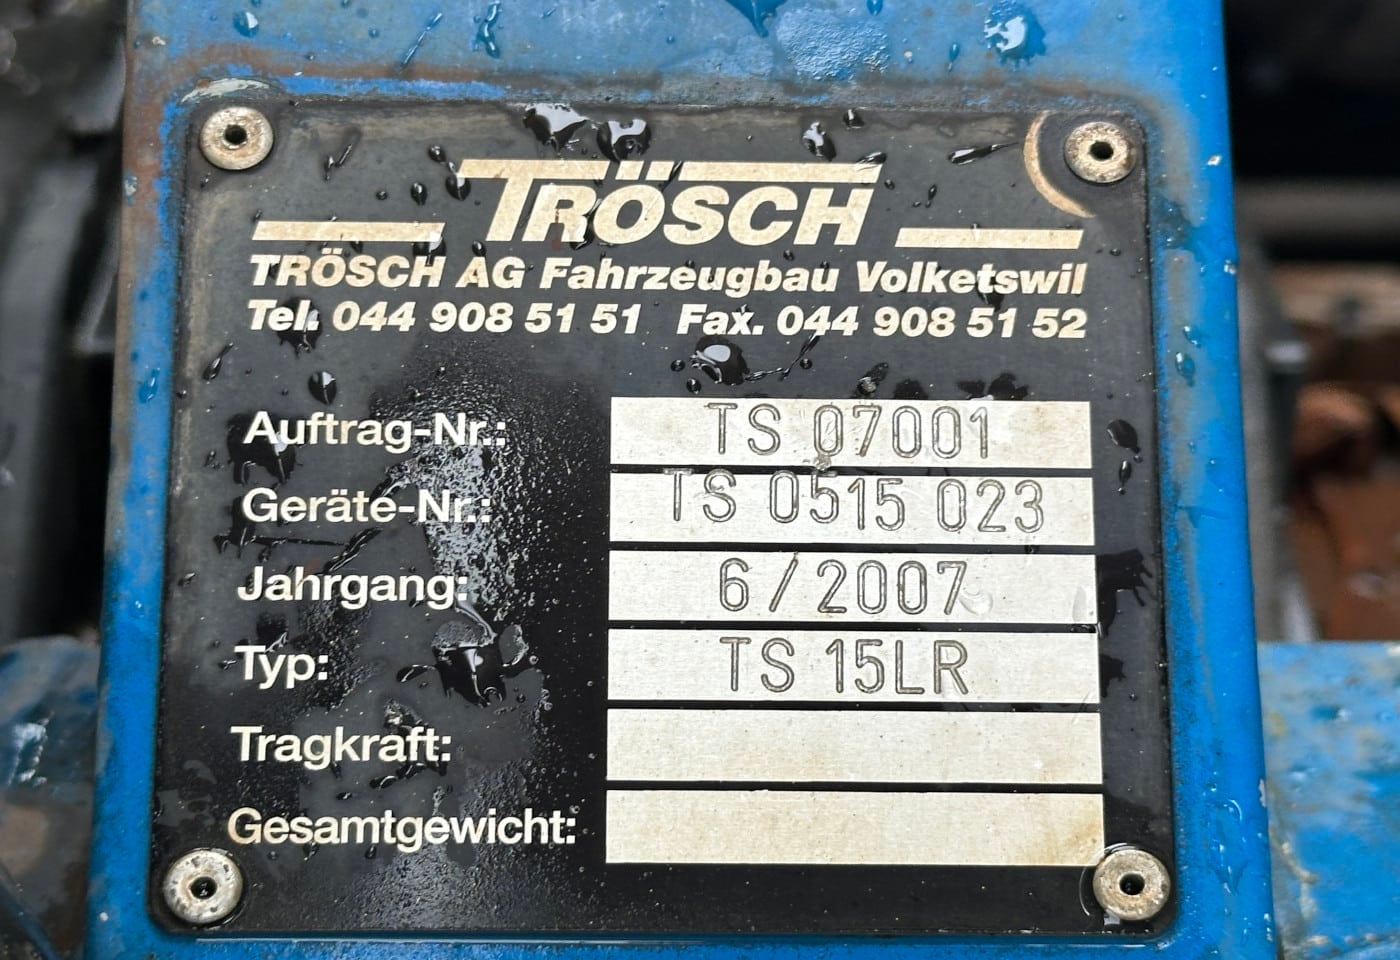 TRÖSCH
TRÖSCH AG Fahrzeugbau Volketswil
Tel. 044 908 51 51 Fax. 044 908 51 52
Auftrag-Nr.: TS 07001
Geräte-Nr.: TS 0515 023
Jahrgang: 6/2007
Typ: TS 15LR
Tragkraft:
Gesamtgewicht: